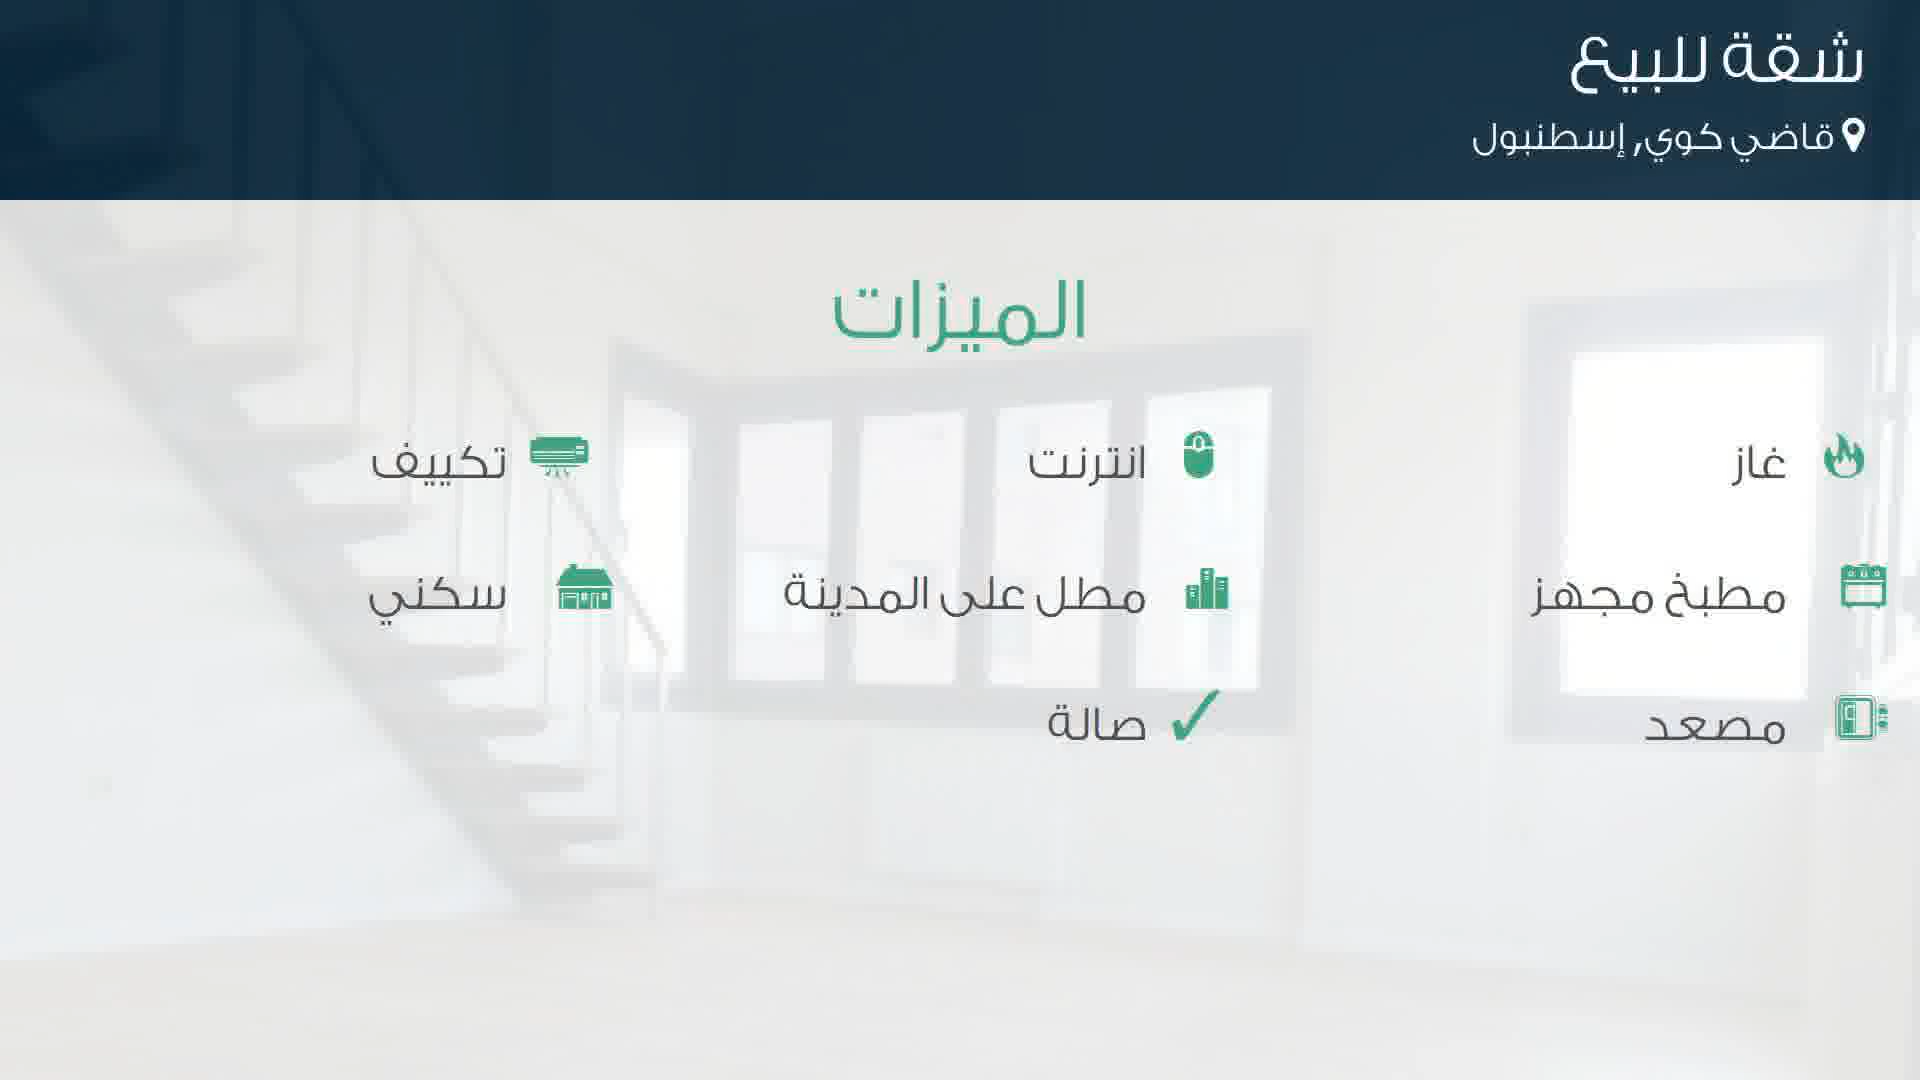 شقة للبيع
قاضي كوي, إسطنبول
الميزات
غاز
انترنت
تكييف
مطبخ مجهز
مطل على المدينة
سكني
مصعد
صالة